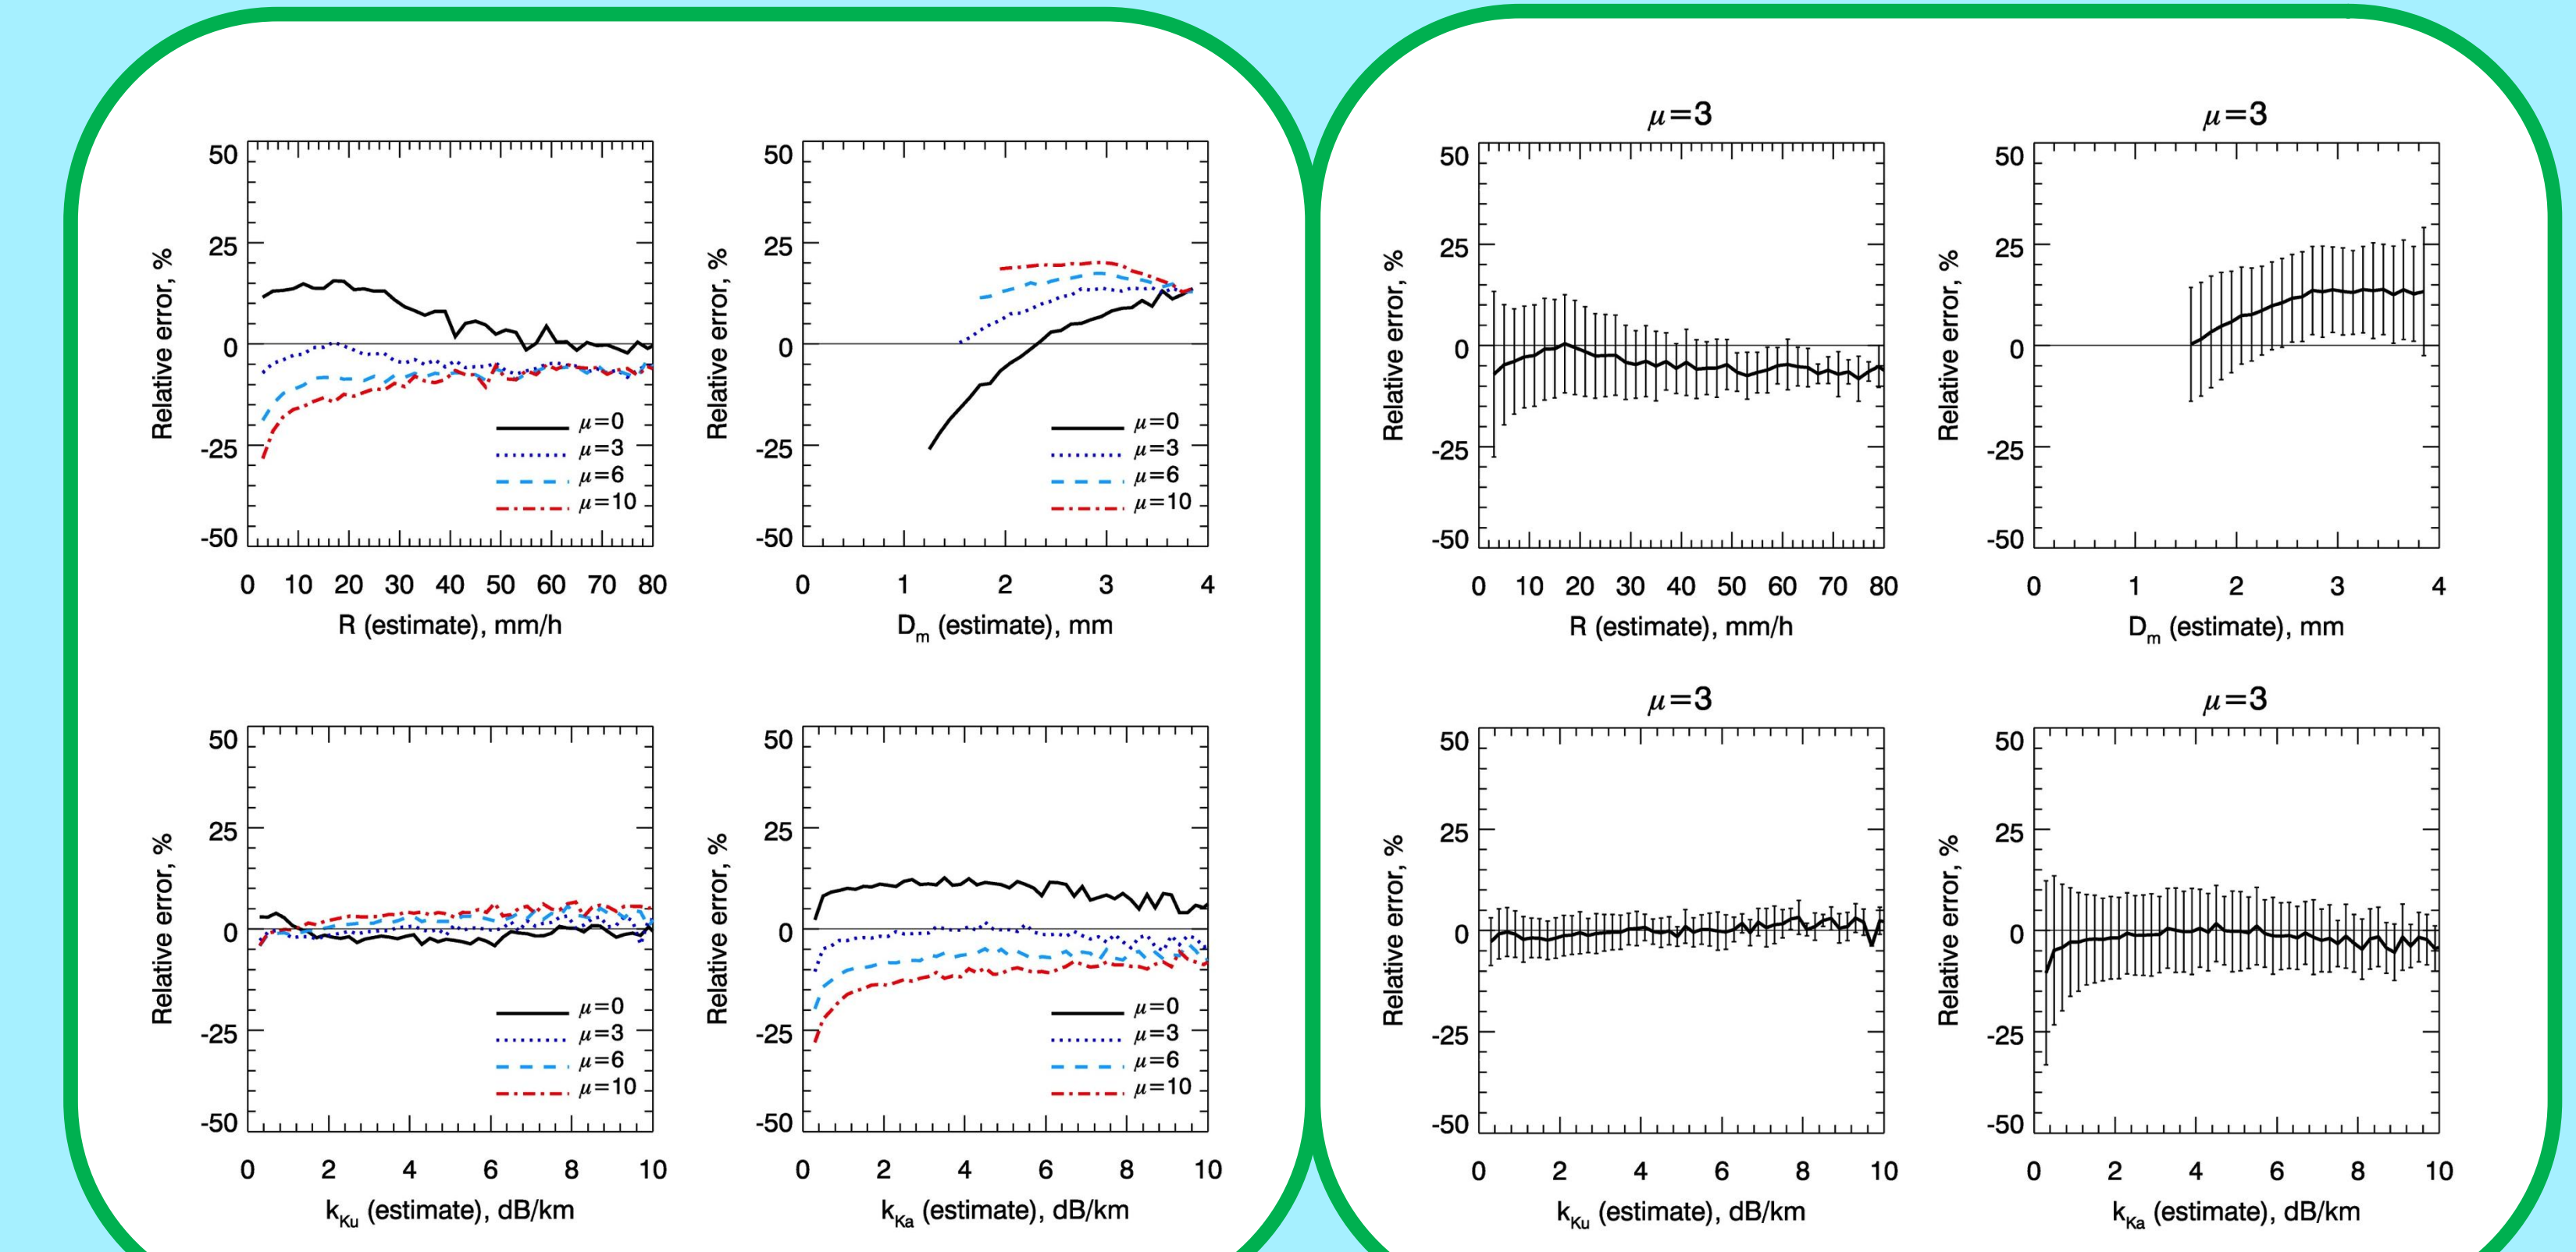 50
25
0
-25
-50
Relative error, %
μ=0
μ=3
μ=6
μ=10
0 10 20 30 40 50 60 70 80
R (estimate), mm/h
50
25
0
-25
-50
Relative error, %
μ=0
μ=3
μ=6
μ=10
0 1 2 3 4
Dm (estimate), mm
50
25
0
-25
-50
Relative error, %
μ=0
μ=3
μ=6
μ=10
0 2 4 6 8 10
kKu (estimate), dB/km
50
25
0
-25
-50
Relative error, %
μ=0
μ=3
μ=6
μ=10
0 2 4 6 8 10
kKa (estimate), dB/km
μ=3
50
25
0
-25
-50
Relative error, %
0 10 20 30 40 50 60 70 80
R (estimate), mm/h
μ=3
50
25
0
-25
-50
Relative error, %
0 1 2 3 4
Dm (estimate), mm
μ=3
50
25
0
-25
-50
Relative error, %
0 2 4 6 8 10
kKu (estimate), dB/km
μ=3
50
25
0
-25
-50
Relative error, %
0 2 4 6 8 10
kKa (estimate), dB/km